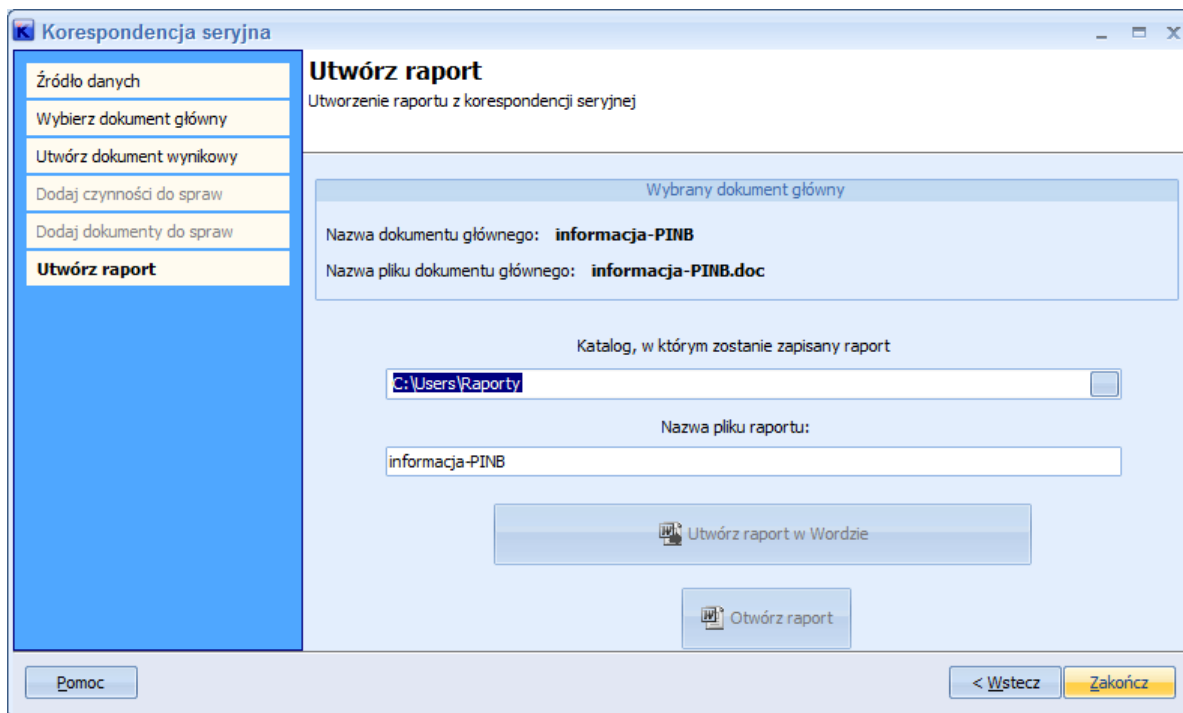 Korespondencja seryjna
Źródło danych
Wybierz dokument główny
Utwórz dokument wynikowy
Dodaj czynności do spraw
Dodaj dokumenty do spraw
Utwórz raport
Utwórz raport
Utworzenie raportu z korespondencji seryjnej
Wybrany dokument główny
Nazwa dokumentu głównego: informacja-PINB
Nazwa pliku dokumentu głównego: informacja-PINB.doc
Katalog, w którym zostanie zapisany raport
C:\Users\Raporty
Nazwa pliku raportu:
informacja-PINB
Utwórz raport w Wordzie
Otwórz raport
Pomoc
< Wstecz
Zakończ